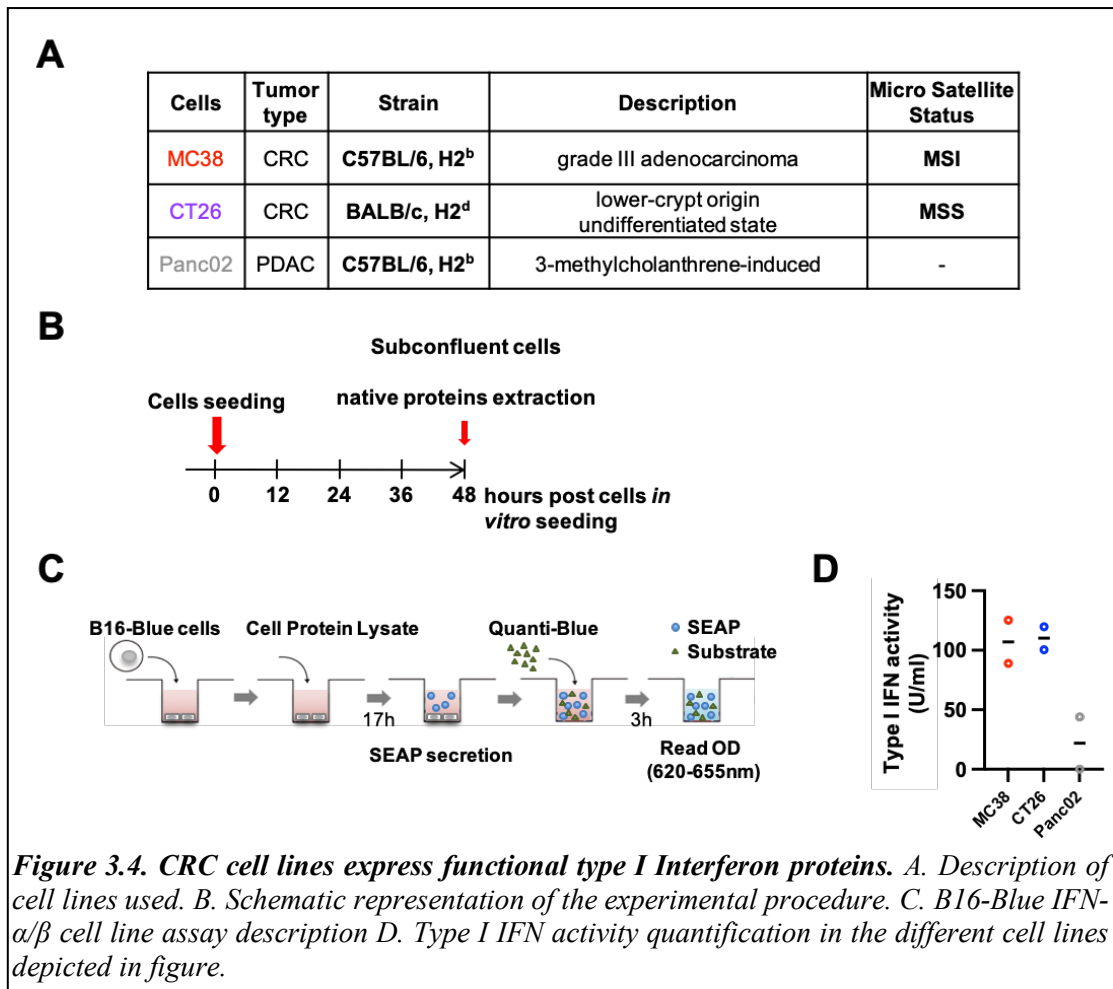 A
Cells
Tumor
type
Strain
Description
Micro Satellite
Status
MC38
CRC
C57BL/6, H2ᵇ
grade III adenocarcinoma
MSI
CT26
CRC
BALB/c, H2ᵈ
lower-crypt origin
undifferentiated state
MSS
Panc02
PDAC
C57BL/6, H2ᵇ
3-methylcholanthrene-induced
-
B
Subconfluent cells
Cells seeding
native proteins extraction
0 12 24 36 48
hours post cells in
vitro seeding
C
B16-Blue cells
Cell Protein Lysate
Quanti-Blue
SEAP
Substrate
17h
3h
SEAP secretion
Read OD
(620-655nm)
D
Type I IFN activity
(U/ml)
150
100
50
0
MC38
CT26
Panc02
Figure 3.4. CRC cell lines express functional type I Interferon proteins. A. Description of
cell lines used. B. Schematic representation of the experimental procedure. C. B16-Blue IFN-
α/β cell line assay description D. Type I IFN activity quantification in the different cell lines
depicted in figure.